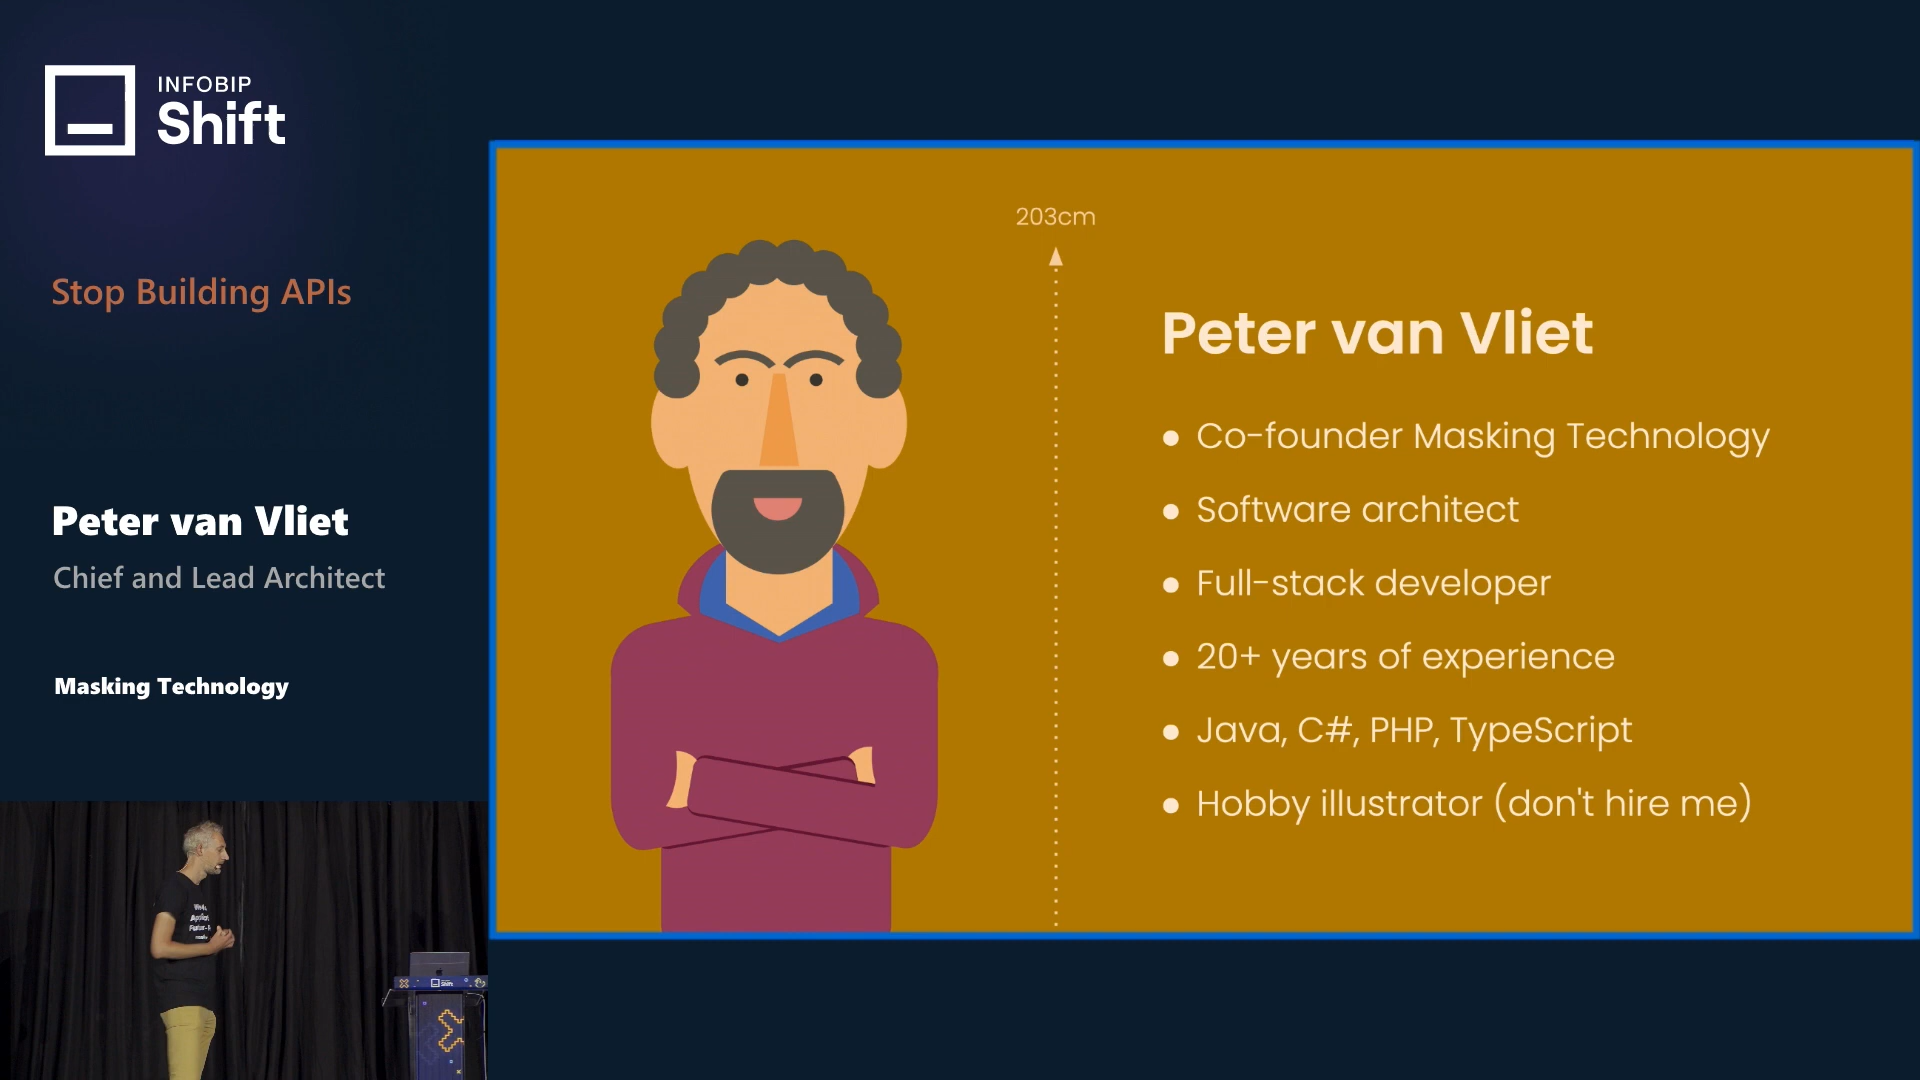 INFOBIP
Shift
Stop Building APIs
Peter van Vliet
Chief and Lead Architect
Masking Technology
203cm
Peter van Vliet
● Co-founder Masking Technology
● Software architect
● Full-stack developer
● 20+ years of experience
● Java, C#, PHP, TypeScript
● Hobby illustrator (don't hire me)
Shift